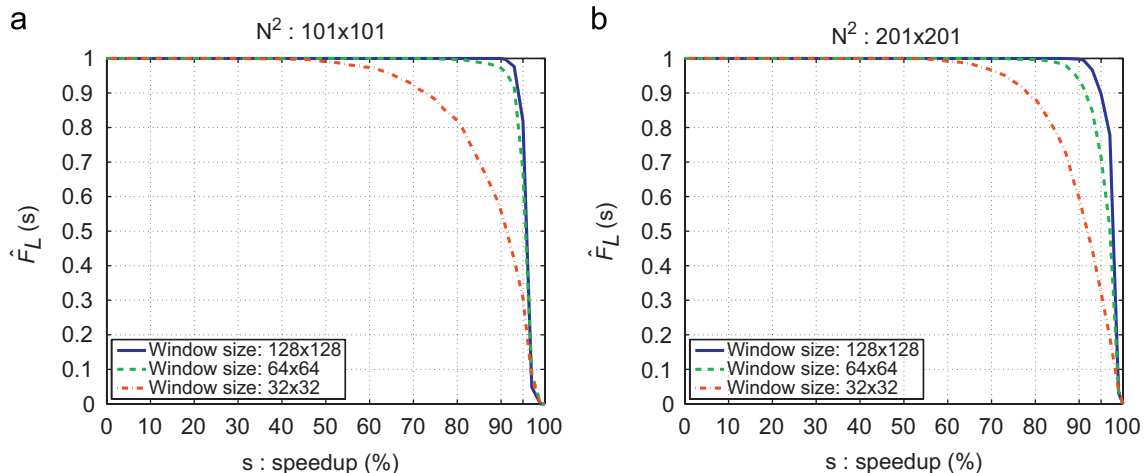 a
N² : 101x101
1
0.9
0.8
0.7
0.6
0.5
0.4
0.3
0.2
0.1
0
F̂_L (s)
Window size: 128x128
Window size: 64x64
Window size: 32x32
0 10 20 30 40 50 60 70 80 90 100
s : speedup (%)
b
N² : 201x201
1
0.9
0.8
0.7
0.6
0.5
0.4
0.3
0.2
0.1
0
F̂_L (s)
Window size: 128x128
Window size: 64x64
Window size: 32x32
0 10 20 30 40 50 60 70 80 90 100
s : speedup (%)